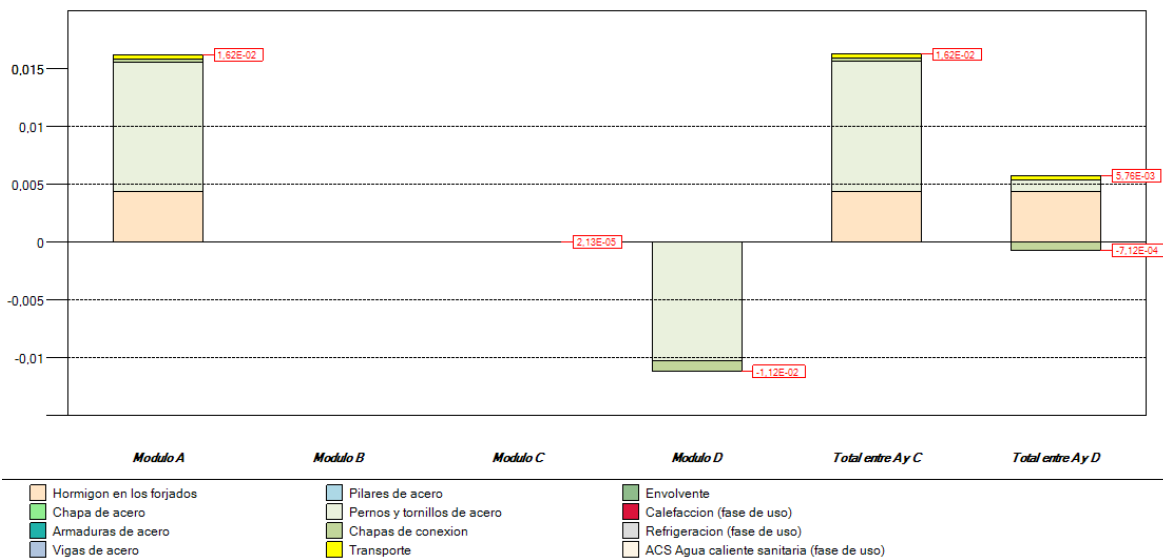 1,62E-02
1,62E-02
0,015
0,01
0,005
5,76E-03
0
2,13E-05
-7,12E-04
-0,005
-0,01
-1,12E-02
Modulo A Modulo B Modulo C Modulo D Total entre A y C Total entre A y D
Hormigon en los forjados Pilares de acero Envolvente
Chapa de acero Pernos y tornillos de acero Calefaccion (fase de uso)
Armaduras de acero Chapas de conexion Refrigeracion (fase de uso)
Vigas de acero Transporte ACS Agua caliente sanitaria (fase de uso)